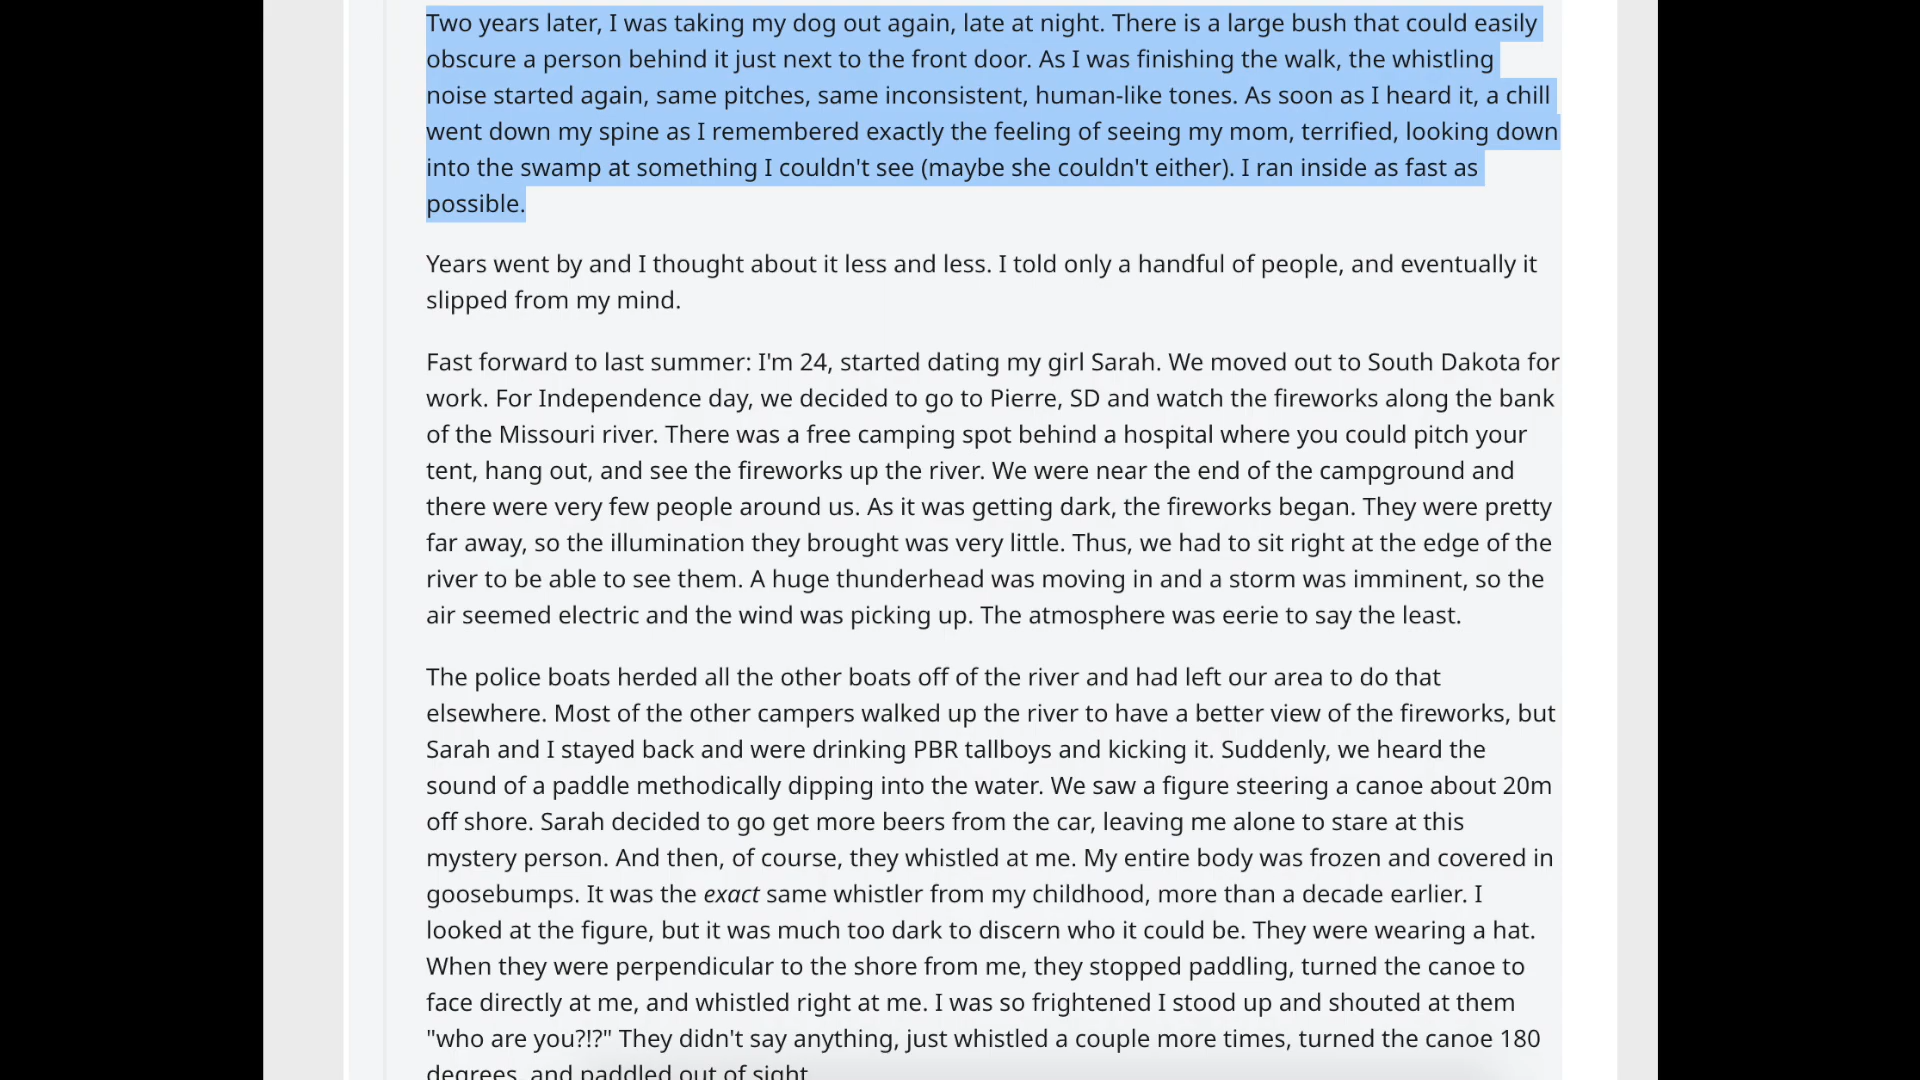 Two years later, I was taking my dog out again, late at night. There is a large bush that could easily
obscure a person behind it just next to the front door. As I was finishing the walk, the whistling
noise started again, same pitches, same inconsistent, human-like tones. As soon as I heard it, a chill
went down my spine as I remembered exactly the feeling of seeing my mom, terrified, looking down
into the swamp at something I couldn't see (maybe she couldn't either). I ran inside as fast as
possible.
Years went by and I thought about it less and less. I told only a handful of people, and eventually it
slipped from my mind.
Fast forward to last summer: I'm 24, started dating my girl Sarah. We moved out to South Dakota for
work. For Independence day, we decided to go to Pierre, SD and watch the fireworks along the bank
of the Missouri river. There was a free camping spot behind a hospital where you could pitch your
tent, hang out, and see the fireworks up the river. We were near the end of the campground and
there were very few people around us. As it was getting dark, the fireworks began. They were pretty
far away, so the illumination they brought was very little. Thus, we had to sit right at the edge of the
river to be able to see them. A huge thunderhead was moving in and a storm was imminent, so the
air seemed electric and the wind was picking up. The atmosphere was eerie to say the least.
The police boats herded all the other boats off of the river and had left our area to do that
elsewhere. Most of the other campers walked up the river to have a better view of the fireworks, but
Sarah and I stayed back and were drinking PBR tallboys and kicking it. Suddenly, we heard the
sound of a paddle methodically dipping into the water. We saw a figure steering a canoe about 20m
off shore. Sarah decided to go get more beers from the car, leaving me alone to stare at this
mystery person. And then, of course, they whistled at me. My entire body was frozen and covered in
goosebumps. It was the exact same whistler from my childhood, more than a decade earlier. I
looked at the figure, but it was much too dark to discern who it could be. They were wearing a hat.
When they were perpendicular to the shore from me, they stopped paddling, turned the canoe to
face directly at me, and whistled right at me. I was so frightened I stood up and shouted at them
"who are you?!?" They didn't say anything, just whistled a couple more times, turned the canoe 180
degrees, and paddled out of sight.